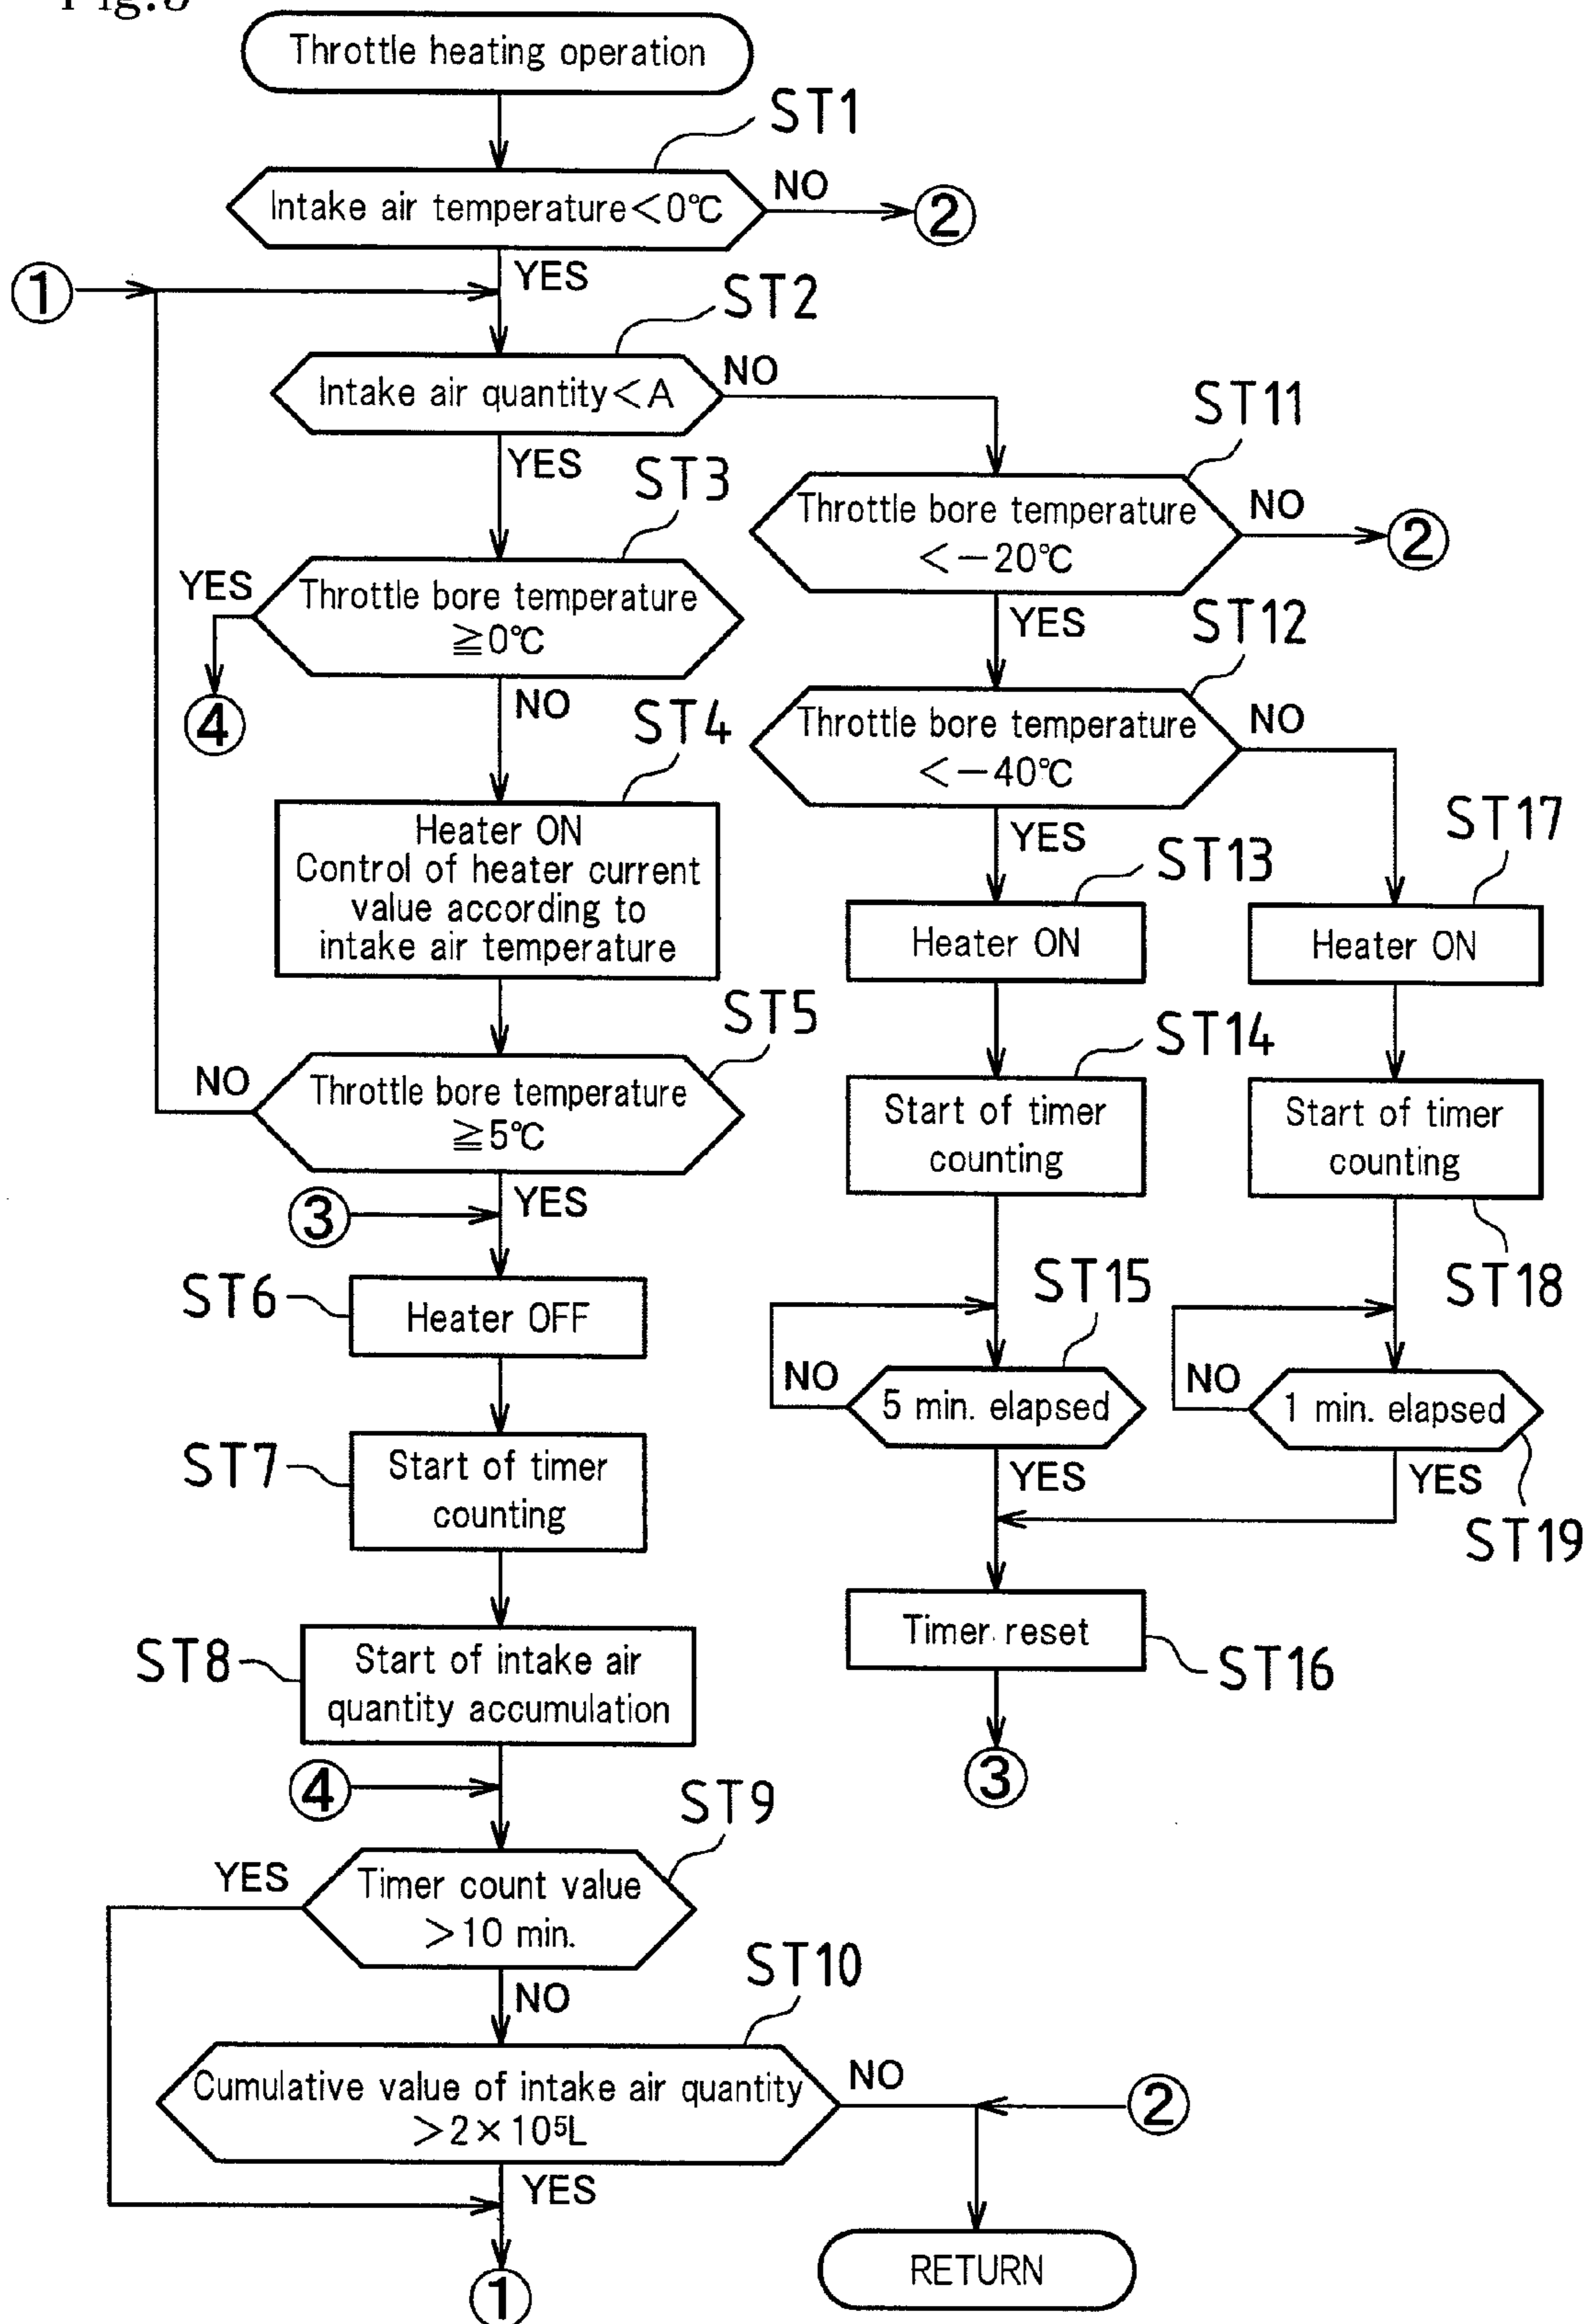 Throttle heating operation
ST1
Intake air temperature<0℃
NO
②
YES
①
ST2
Intake air quantity<A
NO
YES
ST3
Throttle bore temperature
≧0℃
YES
④
NO
ST4
Heater ON
Control of heater current
value according to
intake air temperature
ST5
Throttle bore temperature
≧5℃
NO
YES
③
ST6
Heater OFF
ST7
Start of timer
counting
ST8
Start of intake air
quantity accumulation
④
ST9
Timer count value
>10 min.
YES
NO
ST10
Cumulative value of intake air quantity
>2×10⁵L
NO
②
YES
①
RETURN
ST11
Throttle bore temperature
<−20℃
NO
②
YES
ST12
Throttle bore temperature
<−40℃
NO
YES
ST13
Heater ON
ST14
Start of timer
counting
ST15
5 min. elapsed
NO
YES
ST17
Heater ON
Start of timer
counting
ST18
1 min. elapsed
NO
YES
ST19
Timer reset
ST16
③